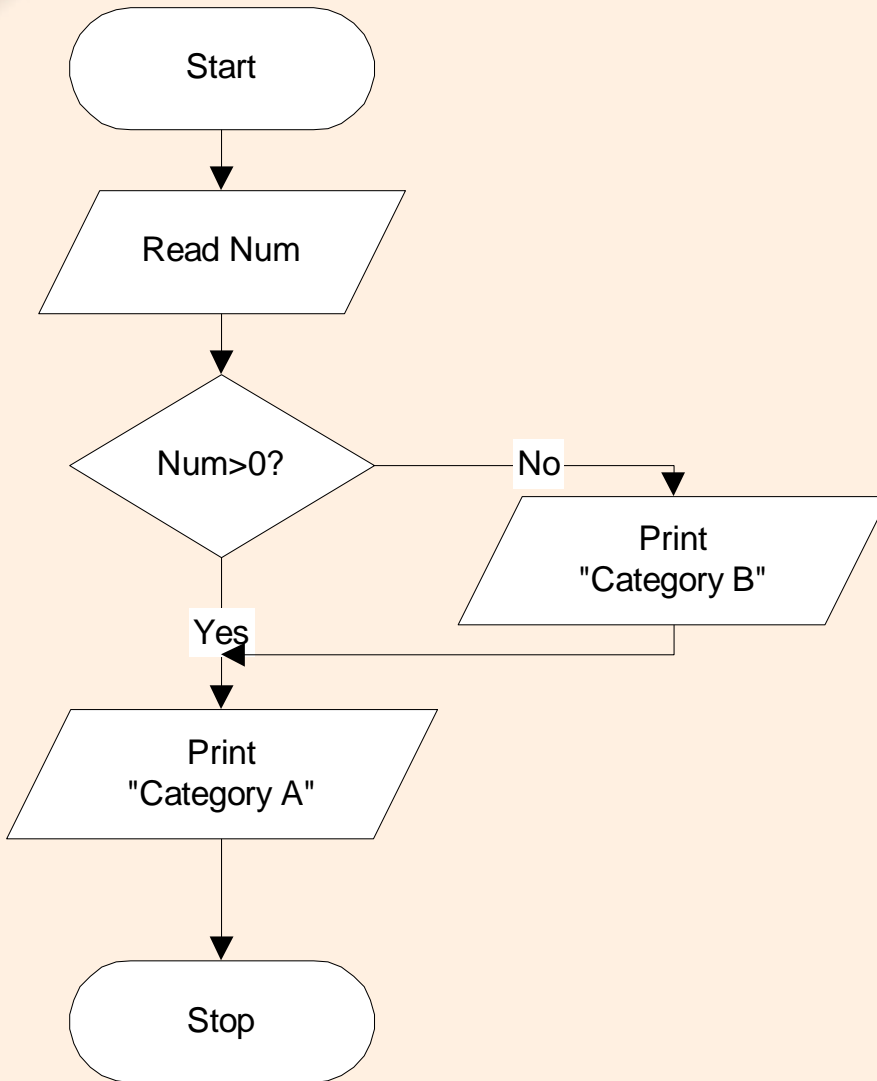 Start
Read Num
Num>0?
No
Print
"Category B"
Yes
Print
"Category A"
Stop